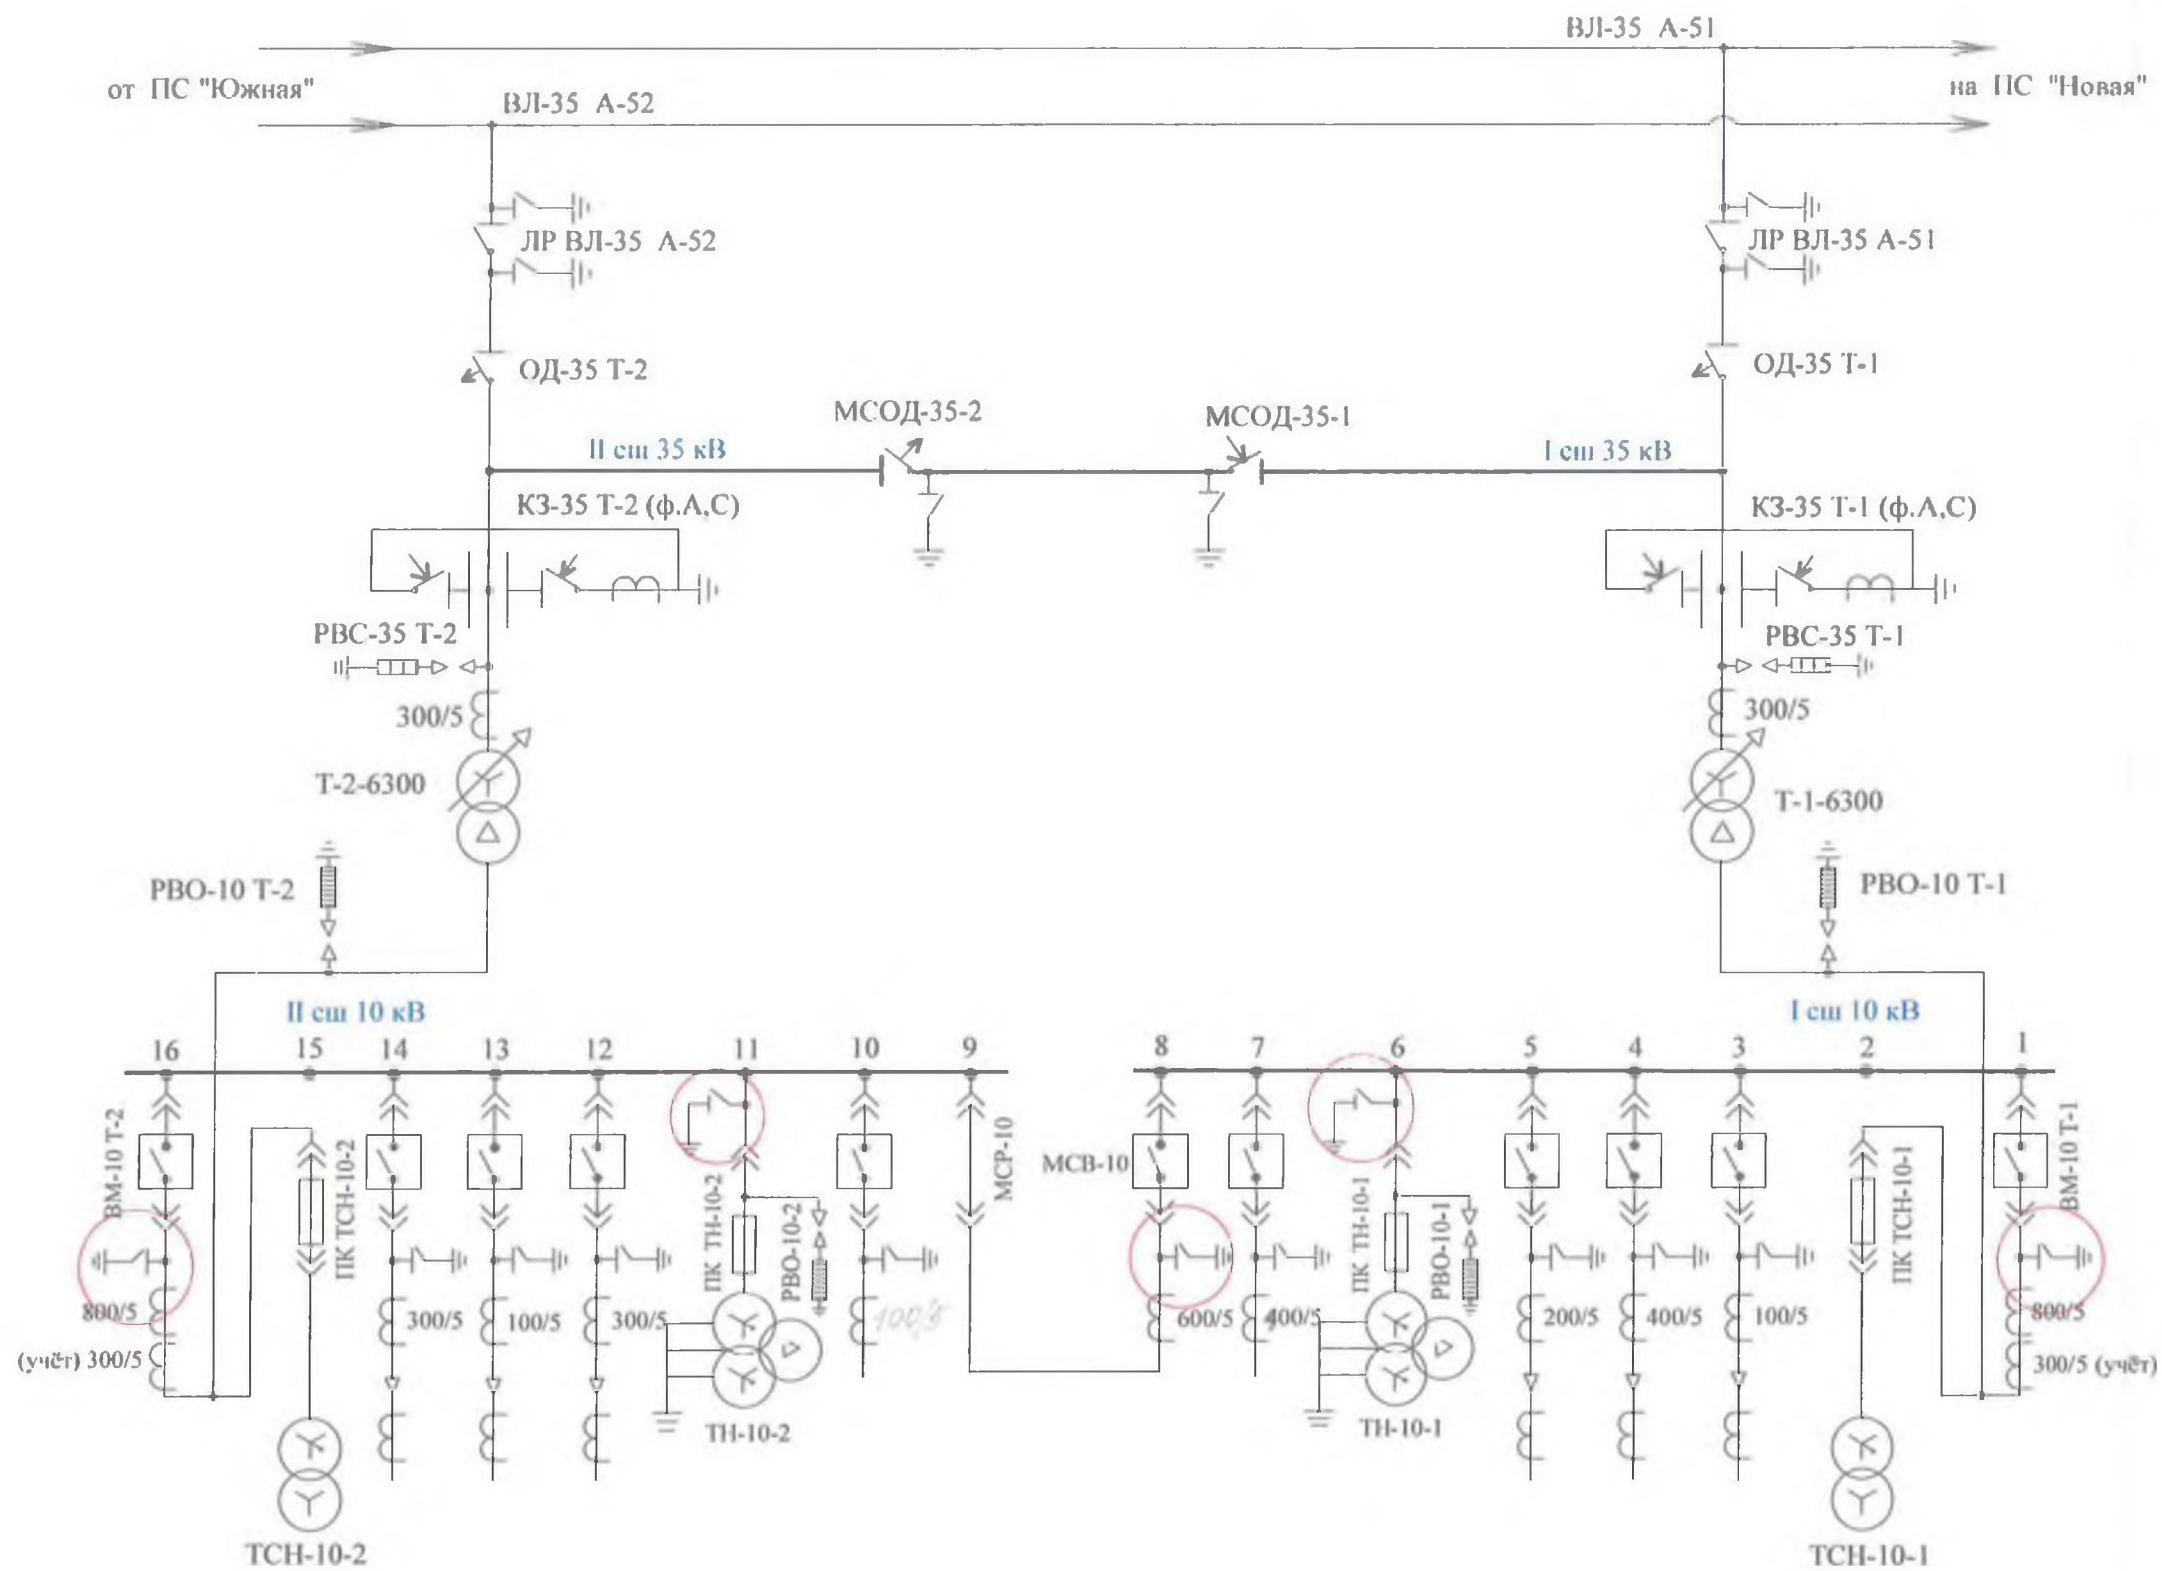 ВЛ-35 А-51
от ПС "Южная"
на ПС "Новая"
ВЛ-35 А-52
ЛР ВЛ-35 А-52
ЛР ВЛ-35 А-51
ОД-35 Т-2
ОД-35 Т-1
МСОД-35-2
МСОД-35-1
II сш 35 кВ
I сш 35 кВ
КЗ-35 Т-2 (ф.А,С)
КЗ-35 Т-1 (ф.А,С)
РВС-35 Т-2
РВС-35 Т-1
300/5
300/5
Т-2-6300
Т-1-6300
РВО-10 Т-2
РВО-10 Т-1
II сш 10 кВ
I сш 10 кВ
16 15 14 13 12 11 10 9 8 7 6 5 4 3 2 1
ВМ-10 Т-2
ПК ТСН-10-2
ПК ТН-10-2
РВО-10-2
МСР-10
МСВ-10
ПК ТН-10-1
РВО-10-1
ПК ТСН-10-1
ВМ-10 Т-1
800/5 300/5 100/5 300/5 100/5 600/5 400/5 200/5 400/5 100/5 800/5
(учёт) 300/5
300/5 (учёт)
ТН-10-2
ТН-10-1
ТСН-10-2
ТСН-10-1